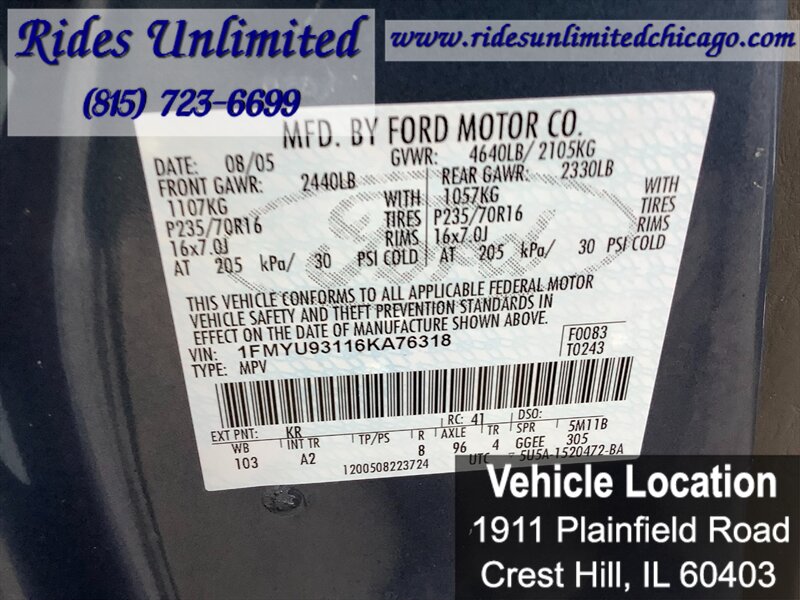 Rides Unlimited
(815) 723-6699
www.ridesunlimitedchicago.com
MFD. BY FORD MOTOR CO.
DATE: 08/05 GVWR: 4640LB/ 2105KG
FRONT GAWR: 2440LB REAR GAWR: 2330LB
1107KG WITH 1057KG WITH
P235/70R16 TIRES P235/70R16 TIRES
16x7.0J RIMS 16x7.0J RIMS
AT 205 kPa/ 30 PSI COLD AT 205 kPa/ 30 PSI COLD
Ford
THIS VEHICLE CONFORMS TO ALL APPLICABLE FEDERAL MOTOR
VEHICLE SAFETY AND THEFT PREVENTION STANDARDS IN
EFFECT ON THE DATE OF MANUFACTURE SHOWN ABOVE.
VIN: 1FMYU93116KA76318 F0083
TYPE: MPV T0243
EXT PNT: KR RC: 41 DSO:
WB INT TR TP/PS R AXLE TR SPR 5M11B
103 A2 8 96 4 GGEE 305
1200508223724 UTC 5U5A-1520472-BA
Vehicle Location
1911 Plainfield Road
Crest Hill, IL 60403